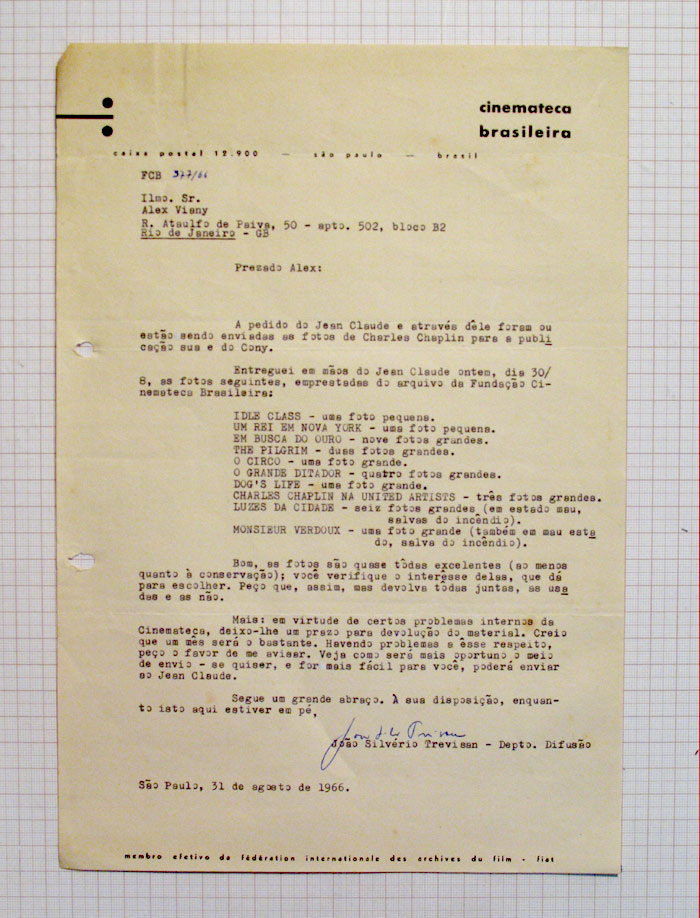 cinemateca
brasileira
caixa postal 12.900 — são paulo — brasil
FCB 377/66
Ilmo. Sr.
Alex Viany
R. Ataulfo de Paiva, 50 - apto. 502, bloco B2
Rio de Janeiro - GB
Prezado Alex:
A pedido do Jean Claude e através dêle foram ou
estão sendo enviadas as fotos de Charles Chaplin para a publi
cação sua e do Cony.
Entreguei em mãos do Jean Claude ontem, dia 30/
8, as fotos seguintes, emprestadas do arquivo da Fundação Ci-
nemateca Brasileira:
IDLE CLASS - uma foto pequena.
UM REI EM NOVA YORK - uma foto pequena.
EM BUSCA DO OURO - nove fotos grandes.
THE PILGRIM - duas fotos grandes.
O CIRCO - uma foto grande.
O GRANDE DITADOR - quatro fotos grandes.
DOG'S LIFE - uma foto grande.
CHARLES CHAPLIN NA UNITED ARTISTS - três fotos grandes.
LUZES DA CIDADE - seiz fotos grandes (em estado mau,
salvas do incêndio).
MONSIEUR VERDOUX - uma foto grande (também em mau esta
do, salva do incêndio).
Bom, as fotos são quase tôdas excelentes (ao menos
quanto à conservação); você verifique o interêsse delas, que dá
para escolher. Peço que, assim, mas devolva tôdas juntas, as usa
das e as não.
Mais: em virtude de certos problemas internos da
Cinemateca, deixo-lhe um prazo para devolução do material. Creio
que um mês será o bastante. Havendo problemas a êsse respeito,
peço o favor de me avisar. Veja como será mais oportuno o meio
de envio - se quiser, e for mais fácil para você, poderá enviar
ao Jean Claude.
Segue um grande abraço. À sua disposição, enquan-
to isto aqui estiver em pé,
João Silvério Trevisan - Depto. Difusão
São Paulo, 31 de agosto de 1966.
membro efetivo da fédération internationale des archives du film - fiat